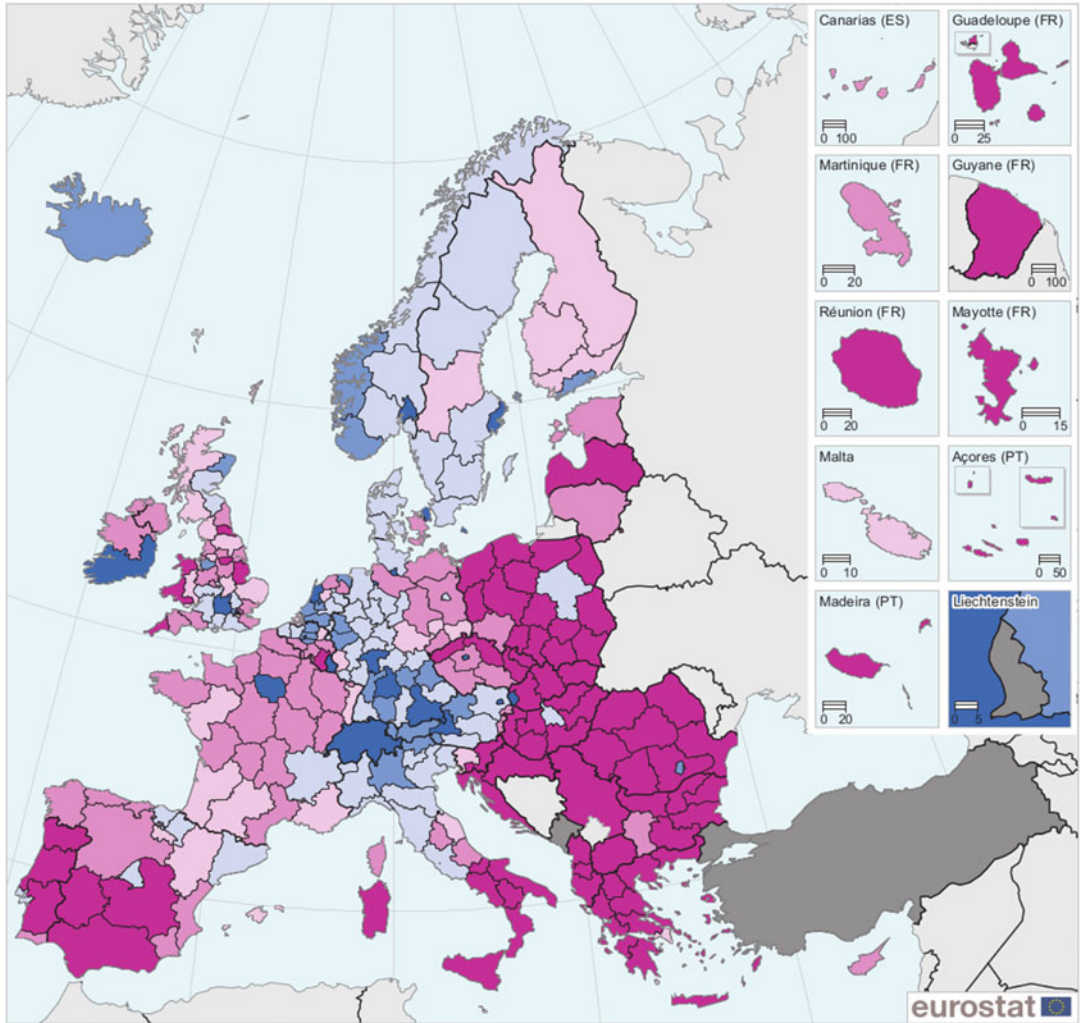 Canarias (ES)
0 100
Guadeloupe (FR)
0 25
Martinique (FR)
0 20
Guyane (FR)
0 100
Réunion (FR)
0 20
Mayotte (FR)
0 15
Malta
0 10
Açores (PT)
0 50
Madeira (PT)
0 20
Liechtenstein
0 5
eurostat